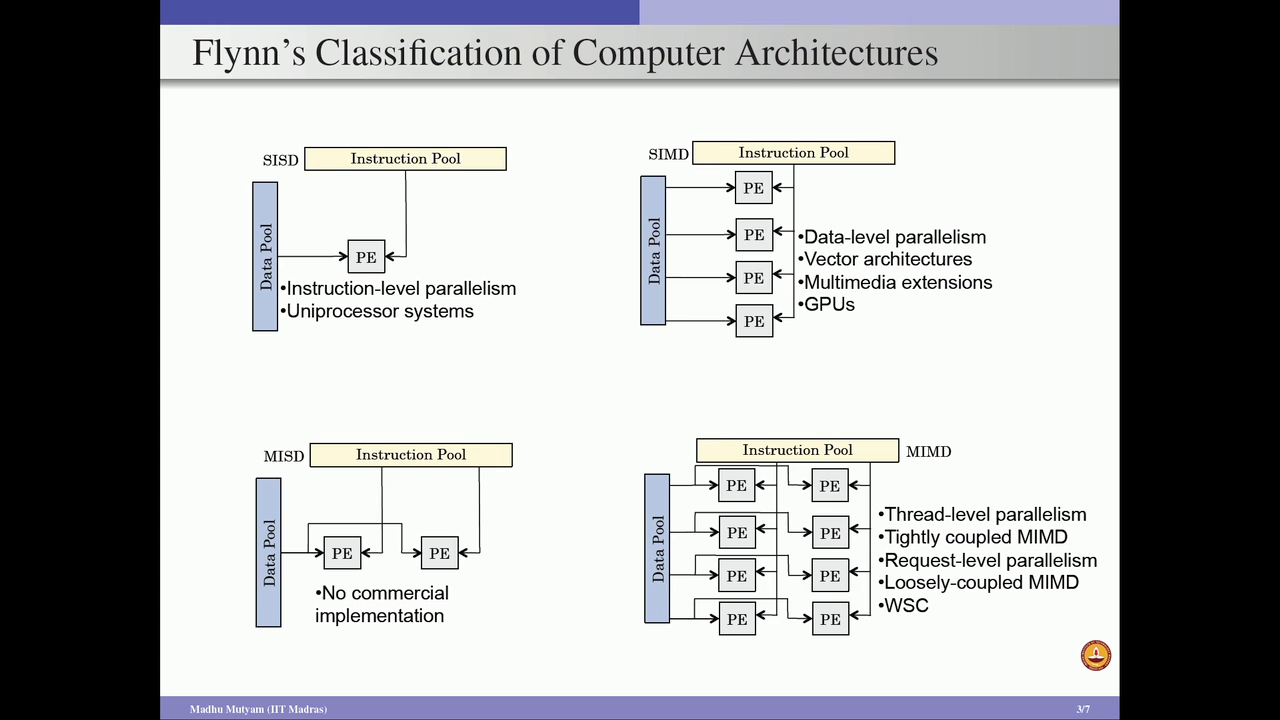 Flynn's Classification of Computer Architectures
SISD
Instruction Pool
Data Pool
PE
•Instruction-level parallelism
•Uniprocessor systems
SIMD
Instruction Pool
Data Pool
PE
PE
PE
PE
•Data-level parallelism
•Vector architectures
•Multimedia extensions
•GPUs
MISD
Instruction Pool
Data Pool
PE
PE
•No commercial
implementation
Instruction Pool
MIMD
Data Pool
PE
PE
PE
PE
PE
PE
PE
PE
•Thread-level parallelism
•Tightly coupled MIMD
•Request-level parallelism
•Loosely-coupled MIMD
•WSC
Madhu Mutyam (IIT Madras)
3/7